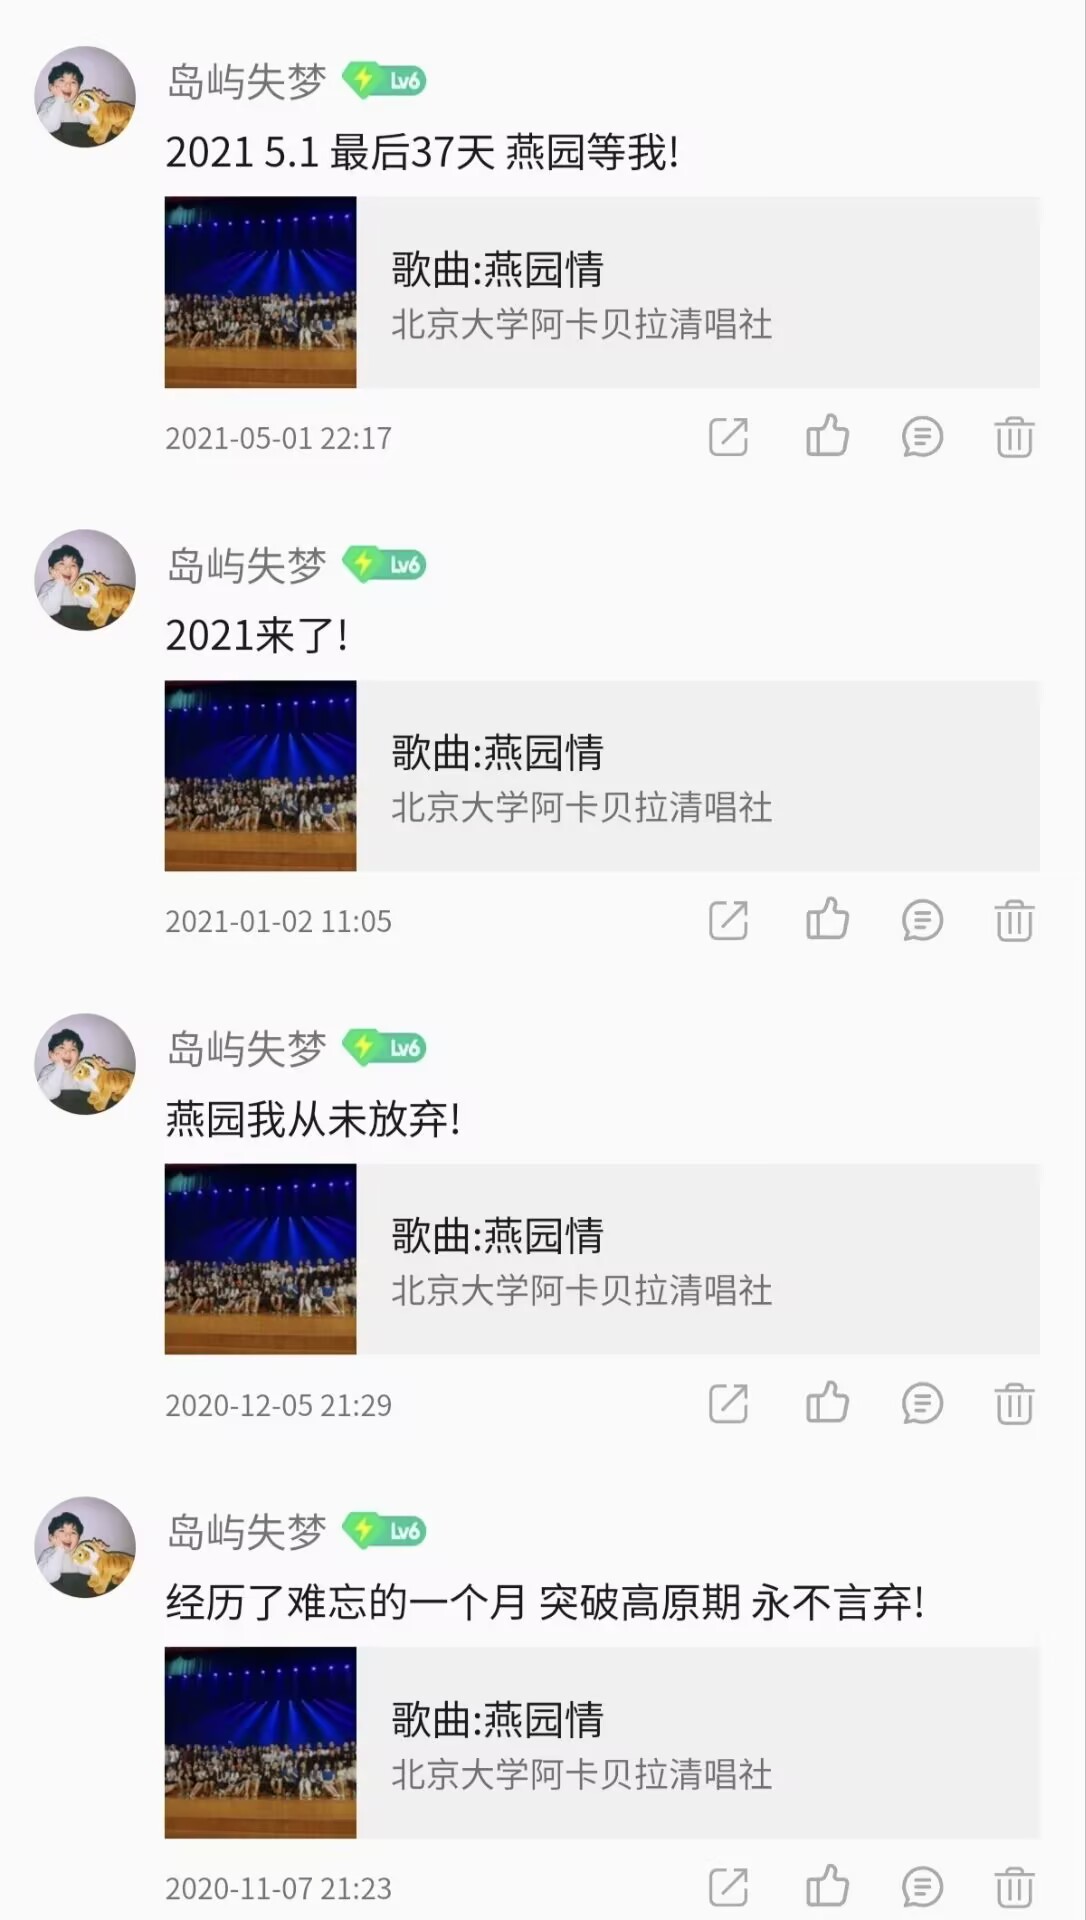 岛屿失梦 Lv6
2021 5.1 最后37天 燕园等我!
歌曲:燕园情
北京大学阿卡贝拉清唱社
2021-05-01 22:17
岛屿失梦 Lv6
2021来了!
歌曲:燕园情
北京大学阿卡贝拉清唱社
2021-01-02 11:05
岛屿失梦 Lv6
燕园我从未放弃!
歌曲:燕园情
北京大学阿卡贝拉清唱社
2020-12-05 21:29
岛屿失梦 Lv6
经历了难忘的一个月 突破高原期 永不言弃!
歌曲:燕园情
北京大学阿卡贝拉清唱社
2020-11-07 21:23